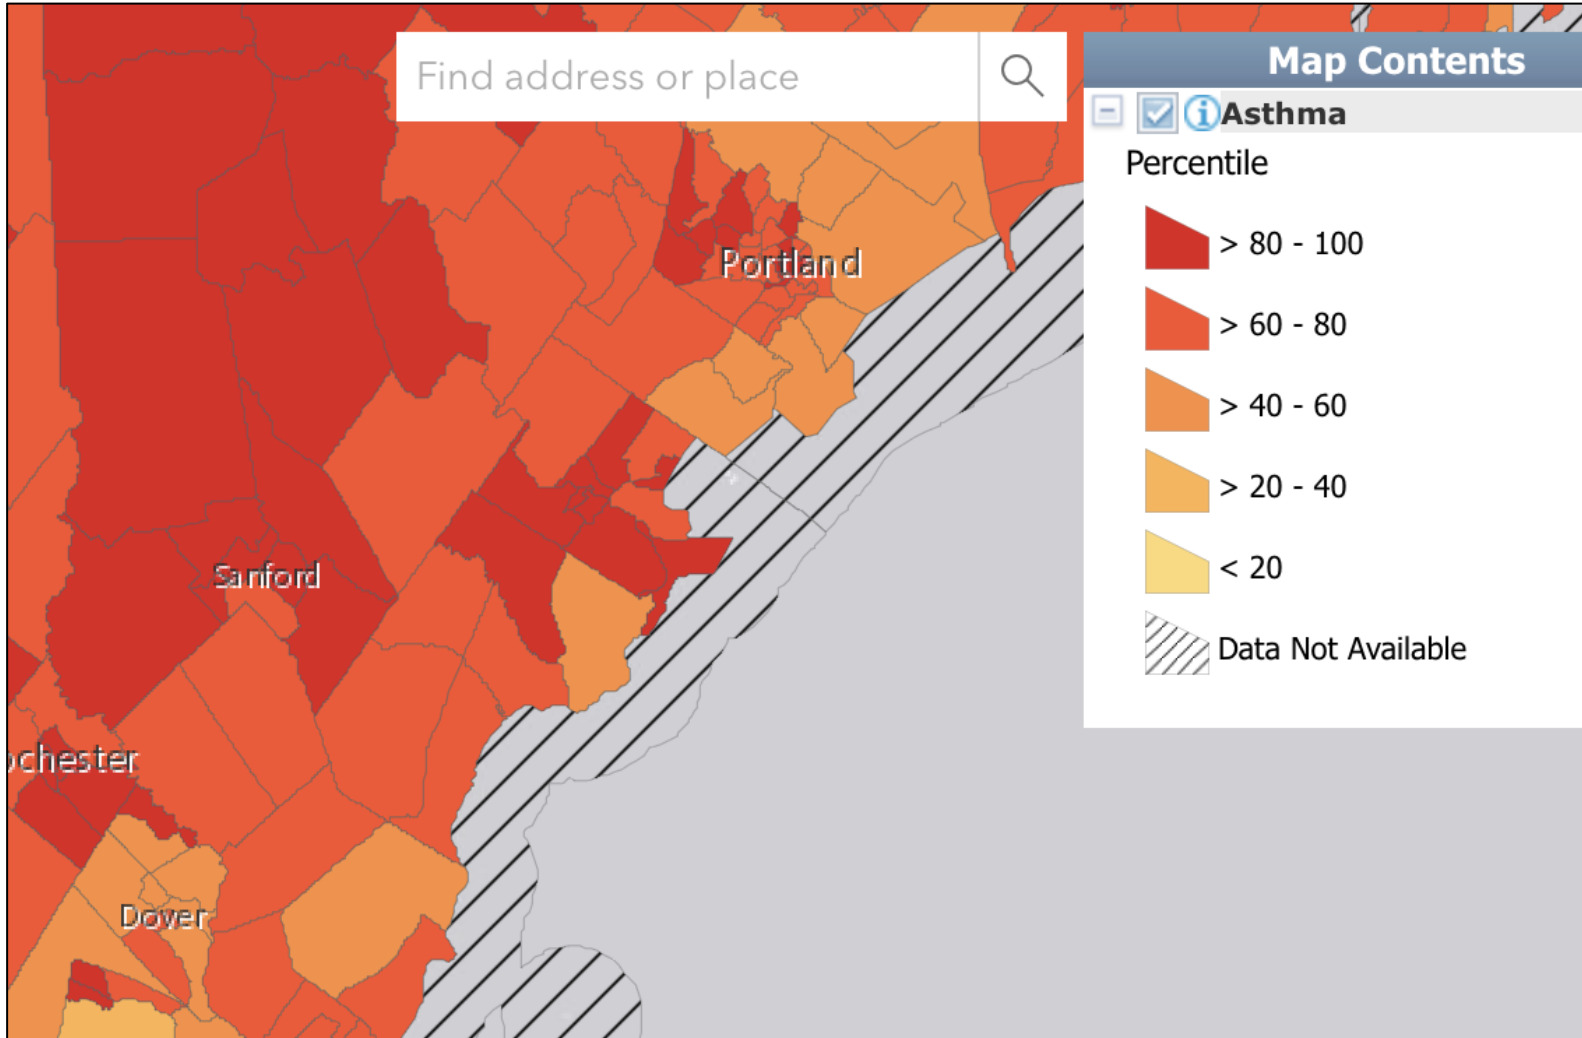 Find address or place
Map Contents
Asthma
Percentile
> 80 - 100
> 60 - 80
> 40 - 60
> 20 - 40
< 20
Data Not Available
Portland
Sanford
ochester
Dover